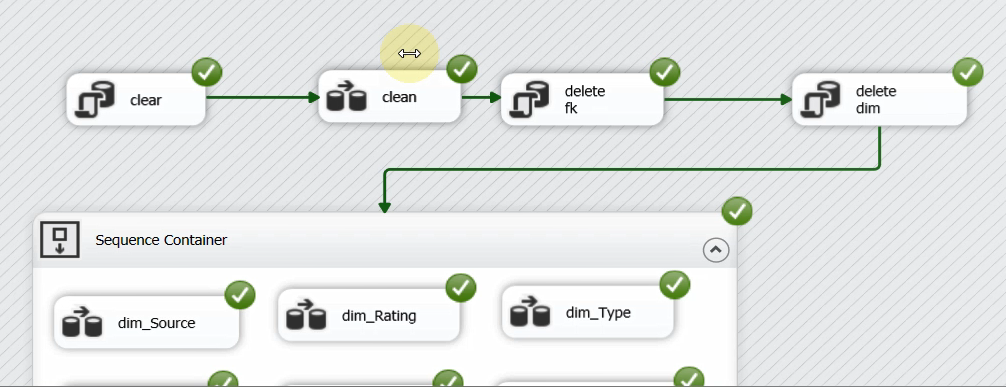 clear
clean
delete
fk
delete
dim
Sequence Container
dim_Source
dim_Rating
dim_Type